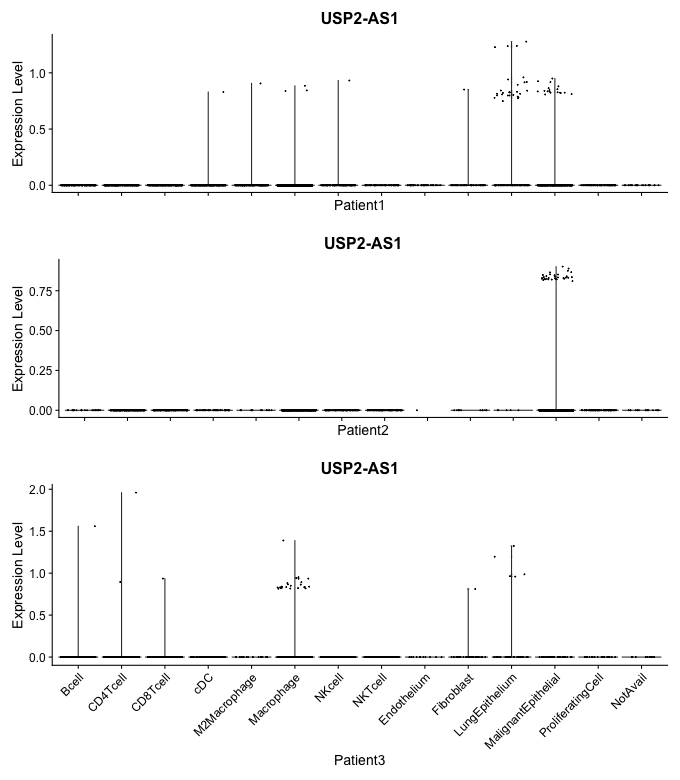 USP2-AS1
Expression Level
1.0
0.5
0.0
Patient1
USP2-AS1
Expression Level
0.75
0.50
0.25
0.00
Patient2
USP2-AS1
Expression Level
2.0
1.5
1.0
0.5
0.0
Bcell
CD4Tcell
CD8Tcell
cDC
M2Macrophage
Macrophage
NKcell
NKTcell
Endothelium
Fibroblast
LungEpithelium
MalignantEpithelial
ProliferatingCell
NotAvail
Patient3